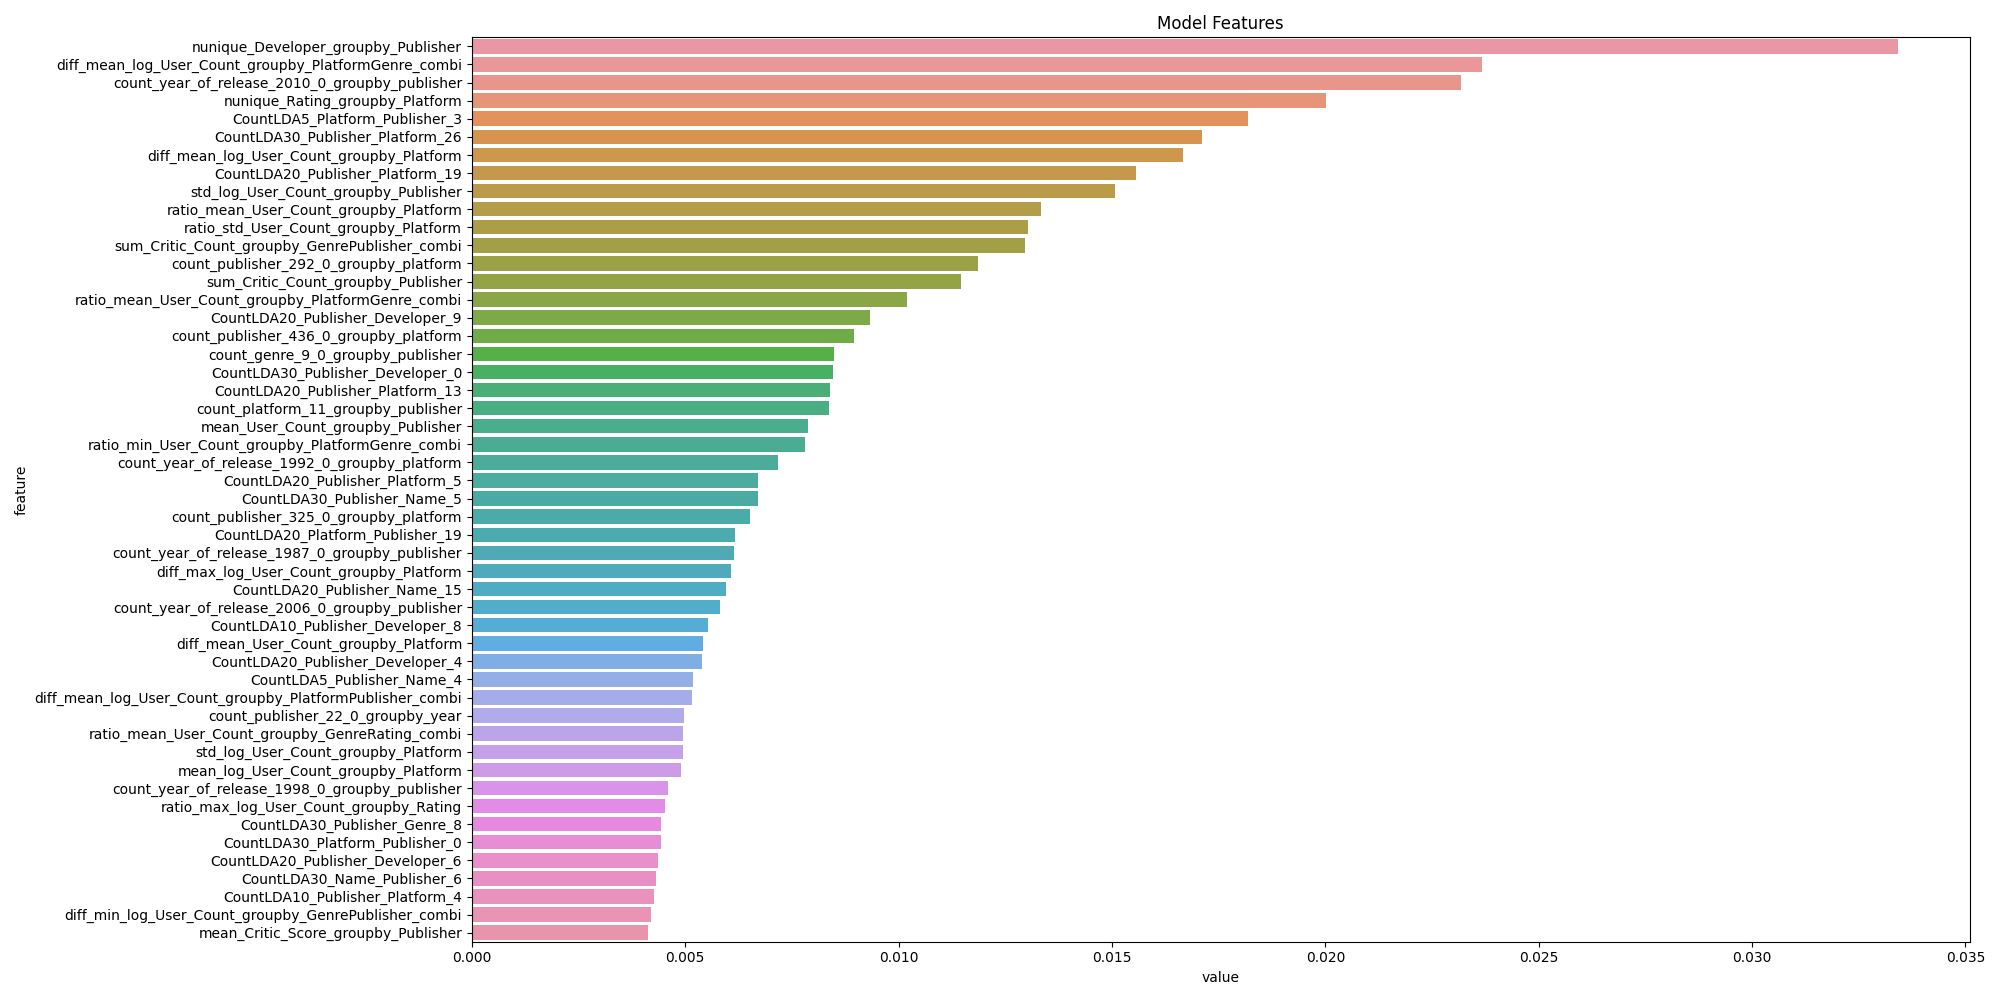 Model Features
feature
nunique_Developer_groupby_Publisher
diff_mean_log_User_Count_groupby_PlatformGenre_combi
count_year_of_release_2010_0_groupby_publisher
nunique_Rating_groupby_Platform
CountLDA5_Platform_Publisher_3
CountLDA30_Publisher_Platform_26
diff_mean_log_User_Count_groupby_Platform
CountLDA20_Publisher_Platform_19
std_log_User_Count_groupby_Publisher
ratio_mean_User_Count_groupby_Platform
ratio_std_User_Count_groupby_Platform
sum_Critic_Count_groupby_GenrePublisher_combi
count_publisher_292_0_groupby_platform
sum_Critic_Count_groupby_Publisher
ratio_mean_User_Count_groupby_PlatformGenre_combi
CountLDA20_Publisher_Developer_9
count_publisher_436_0_groupby_platform
count_genre_9_0_groupby_publisher
CountLDA30_Publisher_Developer_0
CountLDA20_Publisher_Platform_13
count_platform_11_groupby_publisher
mean_User_Count_groupby_Publisher
ratio_min_User_Count_groupby_PlatformGenre_combi
count_year_of_release_1992_0_groupby_platform
CountLDA20_Publisher_Platform_5
CountLDA30_Publisher_Name_5
count_publisher_325_0_groupby_platform
CountLDA20_Platform_Publisher_19
count_year_of_release_1987_0_groupby_publisher
diff_max_log_User_Count_groupby_Platform
CountLDA20_Publisher_Name_15
count_year_of_release_2006_0_groupby_publisher
CountLDA10_Publisher_Developer_8
diff_mean_User_Count_groupby_Platform
CountLDA20_Publisher_Developer_4
CountLDA5_Publisher_Name_4
diff_mean_log_User_Count_groupby_PlatformPublisher_combi
count_publisher_22_0_groupby_year
ratio_mean_User_Count_groupby_GenreRating_combi
std_log_User_Count_groupby_Platform
mean_log_User_Count_groupby_Platform
count_year_of_release_1998_0_groupby_publisher
ratio_max_log_User_Count_groupby_Rating
CountLDA30_Publisher_Genre_8
CountLDA30_Platform_Publisher_0
CountLDA20_Publisher_Developer_6
CountLDA30_Name_Publisher_6
CountLDA10_Publisher_Platform_4
diff_min_log_User_Count_groupby_GenrePublisher_combi
mean_Critic_Score_groupby_Publisher
0.000 0.005 0.010 0.015 0.020 0.025 0.030 0.035
value